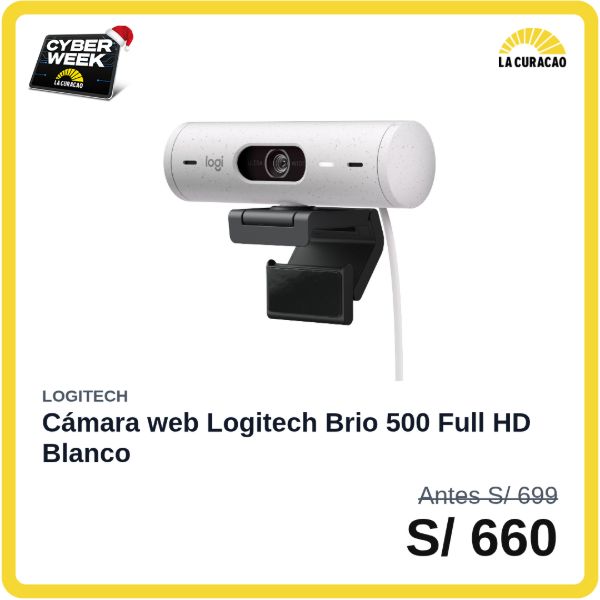 CYBER
WEEK
LA CURACAO
LA CURACAO
logi
LOGITECH
Cámara web Logitech Brio 500 Full HD
Blanco
Antes S/ 699
S/ 660